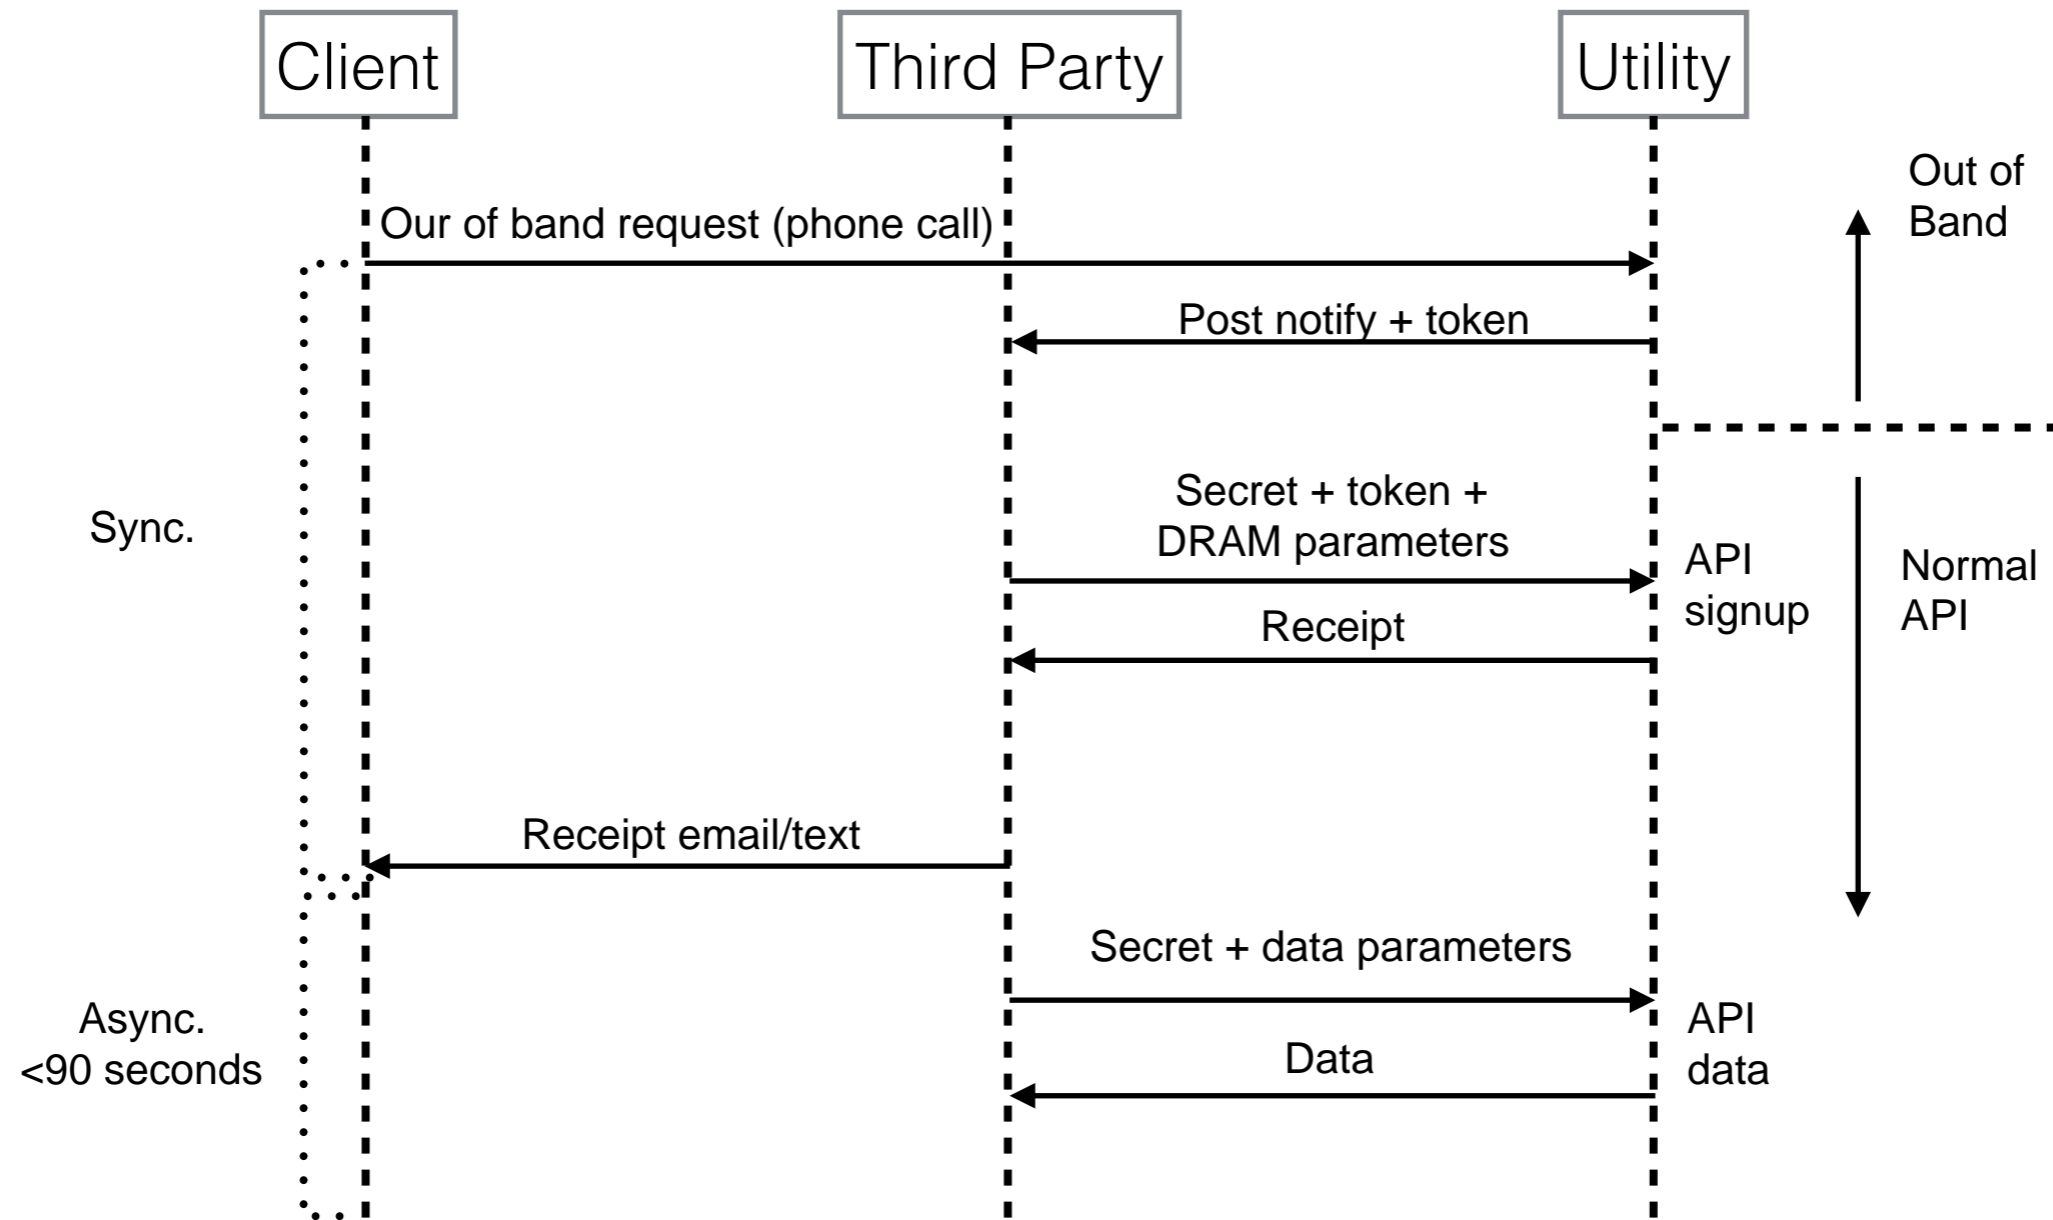 Client
Third Party
Utility
Out of
Band
Our of band request (phone call)
Post notify + token
Secret + token +
DRAM parameters
Sync.
API
signup
Normal
API
Receipt
Receipt email/text
Secret + data parameters
Async.
<90 seconds
API
data
Data